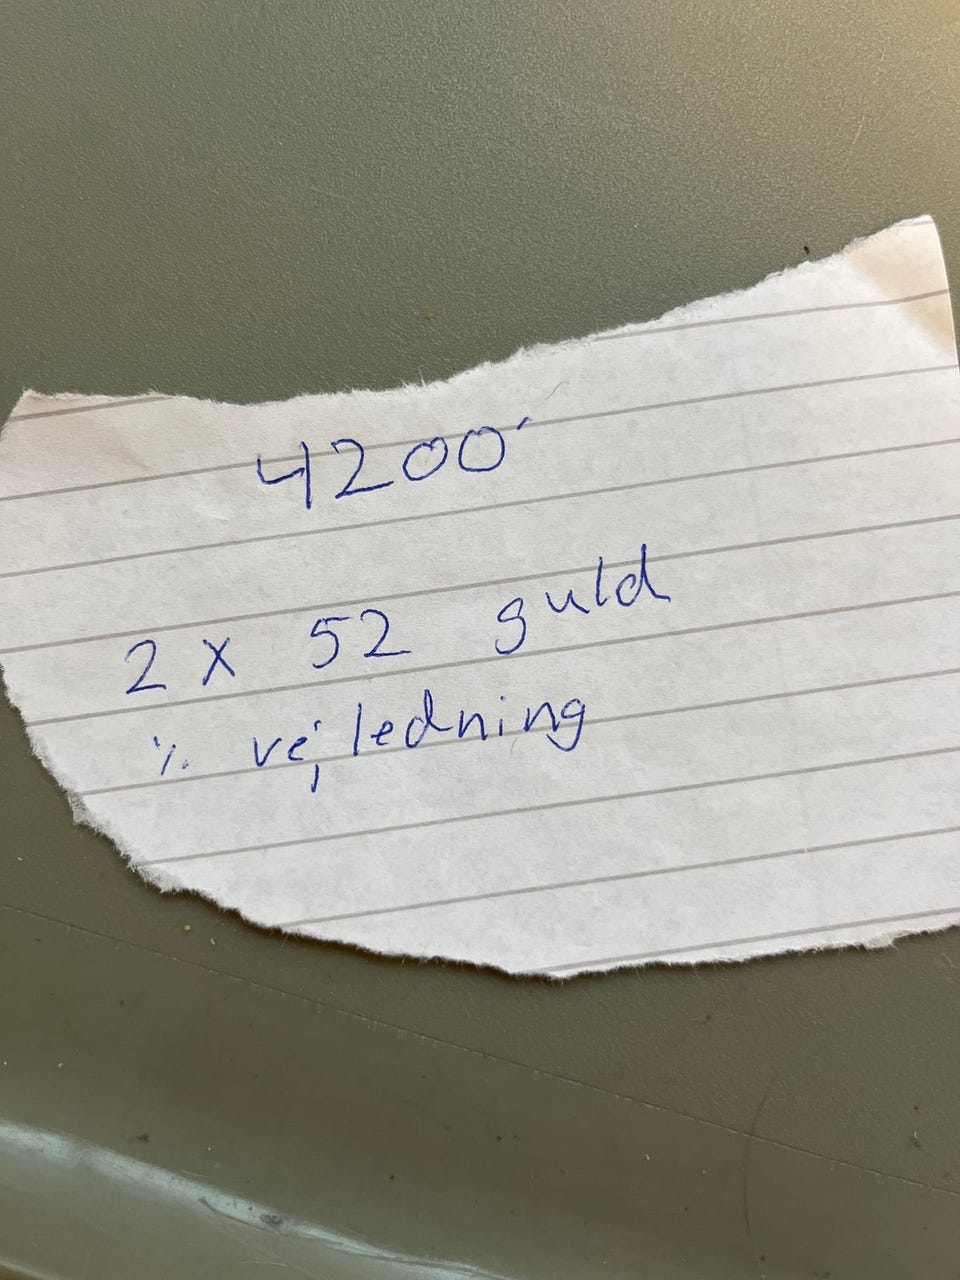 4200´
2 x 52 guld
٪ vejledning